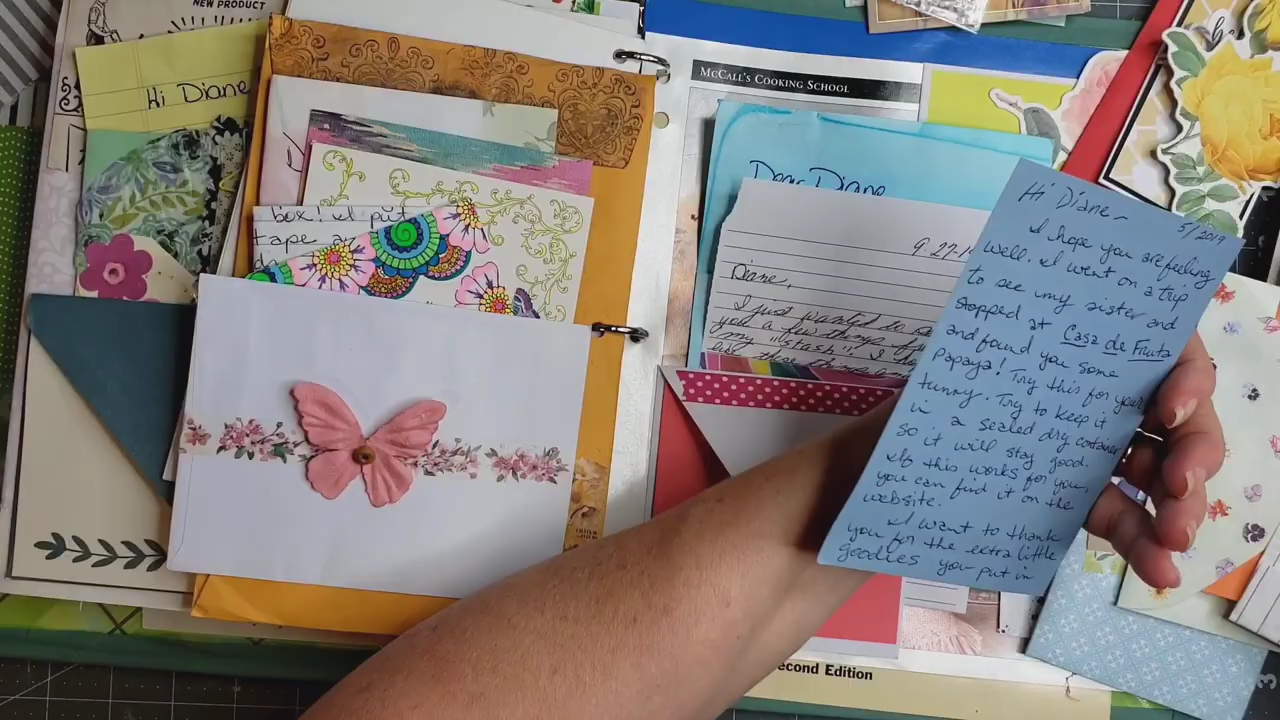 NEW PRODUCT
Hi Diane
box! I put
tape
McCALL'S COOKING SCHOOL
Dear Diane
9-27-1
Diane,
I just wanted to
you a few things
my "stash". I
like these things
Hi Diane~
5/2019
I hope you are feeling
well. I went on a trip
to see my sister and
stopped at Casa de Fruta
and found you some
Papaya! Try this for your
tummy. Try to keep it
in a sealed dry container
so it will stay good.
If this works for you,
you can find it on the
website.
I want to thank
you for the extra little
goodies you put in
Second Edition
3